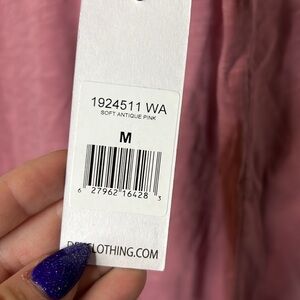 1924511 WA
SOFT ANTIQUE PINK
M
6 27962 16428 3